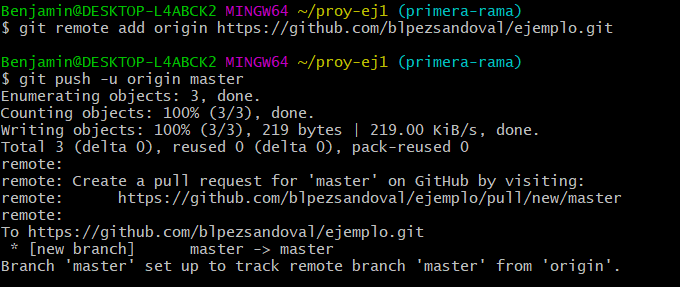 Benjamin@DESKTOP-L4ABCK2 MINGW64 ~/proy-ej1 (primera-rama)
$ git remote add origin https://github.com/blpezsandoval/ejemplo.git
Benjamin@DESKTOP-L4ABCK2 MINGW64 ~/proy-ej1 (primera-rama)
$ git push -u origin master
Enumerating objects: 3, done.
Counting objects: 100% (3/3), done.
Writing objects: 100% (3/3), 219 bytes | 219.00 KiB/s, done.
Total 3 (delta 0), reused 0 (delta 0), pack-reused 0
remote:
remote: Create a pull request for 'master' on GitHub by visiting:
remote:      https://github.com/blpezsandoval/ejemplo/pull/new/master
remote:
To https://github.com/blpezsandoval/ejemplo.git
 * [new branch]      master -> master
Branch 'master' set up to track remote branch 'master' from 'origin'.